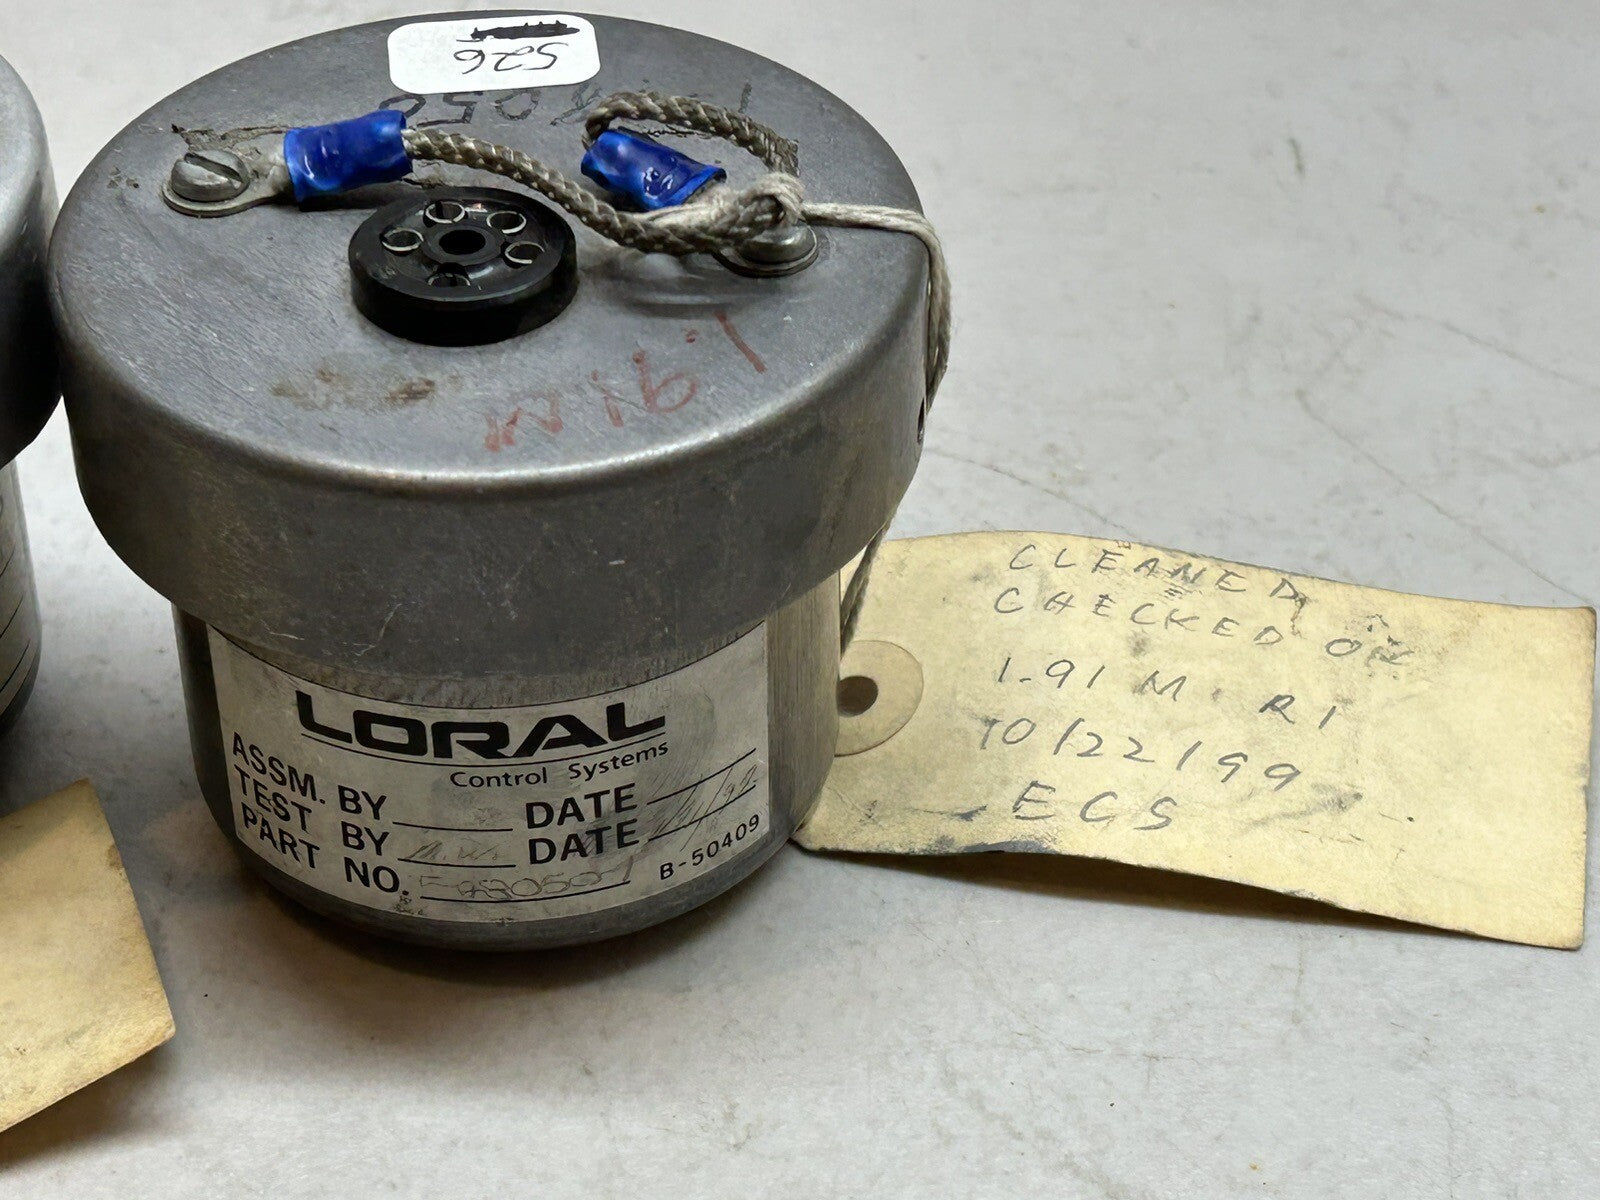 526
1.91M
LORAL
Control Systems
ASSM. BY DATE
TEST BY DATE
PART NO.
B-50409
CLEANED
CHECKED OK
1.91 M. R1
10/22/99
ECS